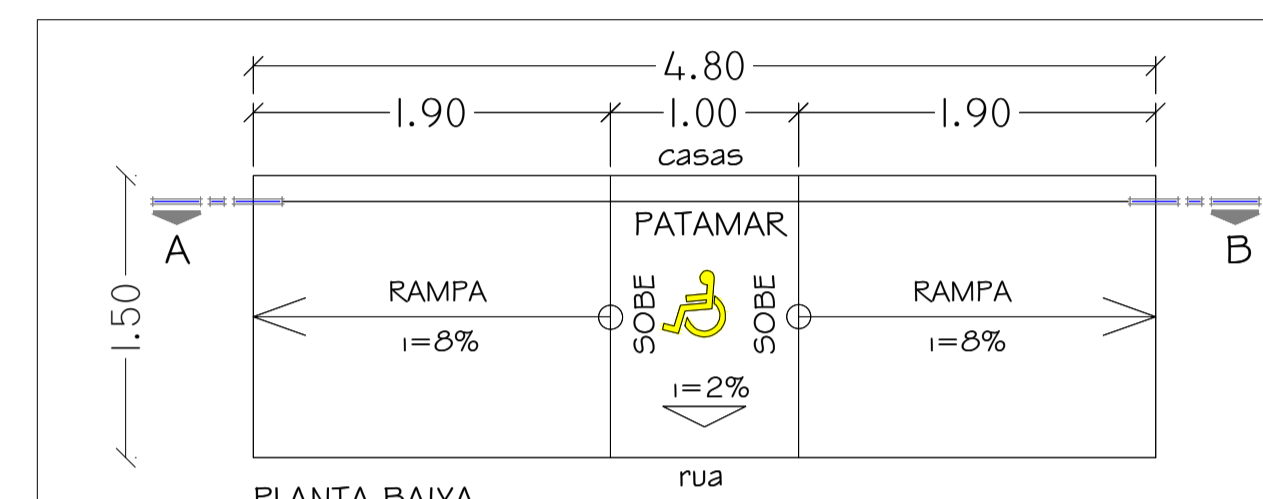 4.80
1.90 1.00 1.90
casas
PATAMAR
A
B
1.50
RAMPA
i=8%
SOBE
SOBE
RAMPA
i=8%
i=2%
rua
PLANTA BAIXA